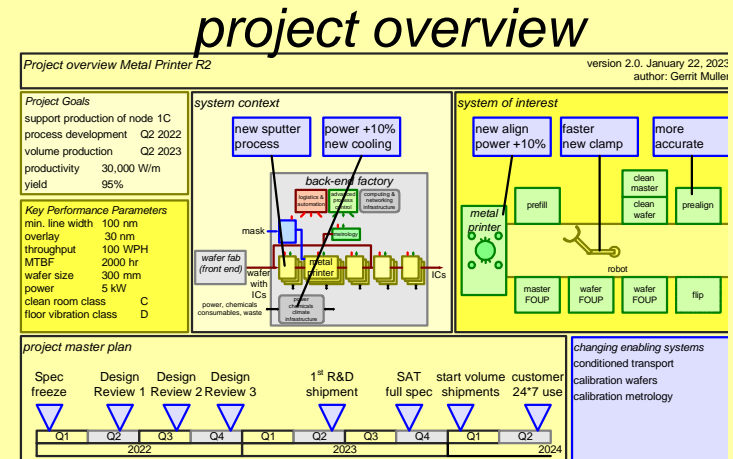 project overview
Project overview Metal Printer R2
version 2.0. January 22, 2023
author: Gerrit Muller
Project Goals
support production of node 1C
process development Q2 2022
volume production Q2 2023
productivity 30,000 W/m
yield 95%
Key Performance Parameters
min. line width 100 nm
overlay 30 nm
throughput 100 WPH
MTBF 2000 hr
wafer size 300 mm
power 5 kW
clean room class C
floor vibration class D
system context
new sputter
process
power +10%
new cooling
back-end factory
logistics &
automation
advanced
process
control
computing &
networking
infrastructure
mask
metrology
wafer fab
(front end)
metal
printer
wafer
with
ICs
ICs
power, chemicals
consumables, waste
power
chemicals
climate
infrastructure
system of interest
new align
power +10%
faster
new clamp
more
accurate
metal
printer
prefill
clean
master
clean
wafer
prealign
robot
master
FOUP
wafer
FOUP
wafer
FOUP
flip
project master plan
Spec
freeze
Design
Review 1
Design
Review 2
Design
Review 3
1st R&D
shipment
SAT
full spec
start volume
shipments
customer
24*7 use
Q1 Q2 Q3 Q4 Q1 Q2 Q3 Q4 Q1 Q2
2022 2023 2024
changing enabling systems
conditioned transport
calibration wafers
calibration metrology